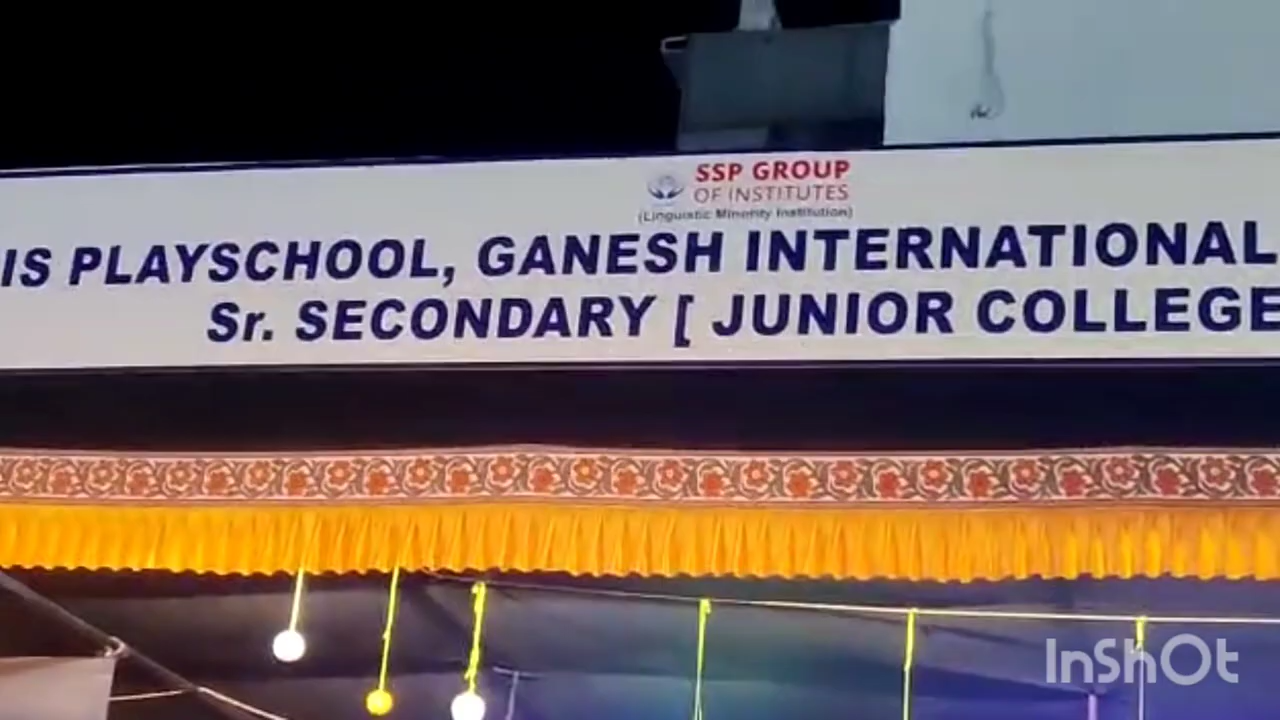 SSP GROUP
OF INSTITUTES
(Linguistic Minority Institution)
IS PLAYSCHOOL, GANESH INTERNATIONAL
Sr. SECONDARY [ JUNIOR COLLEGE
InShOt